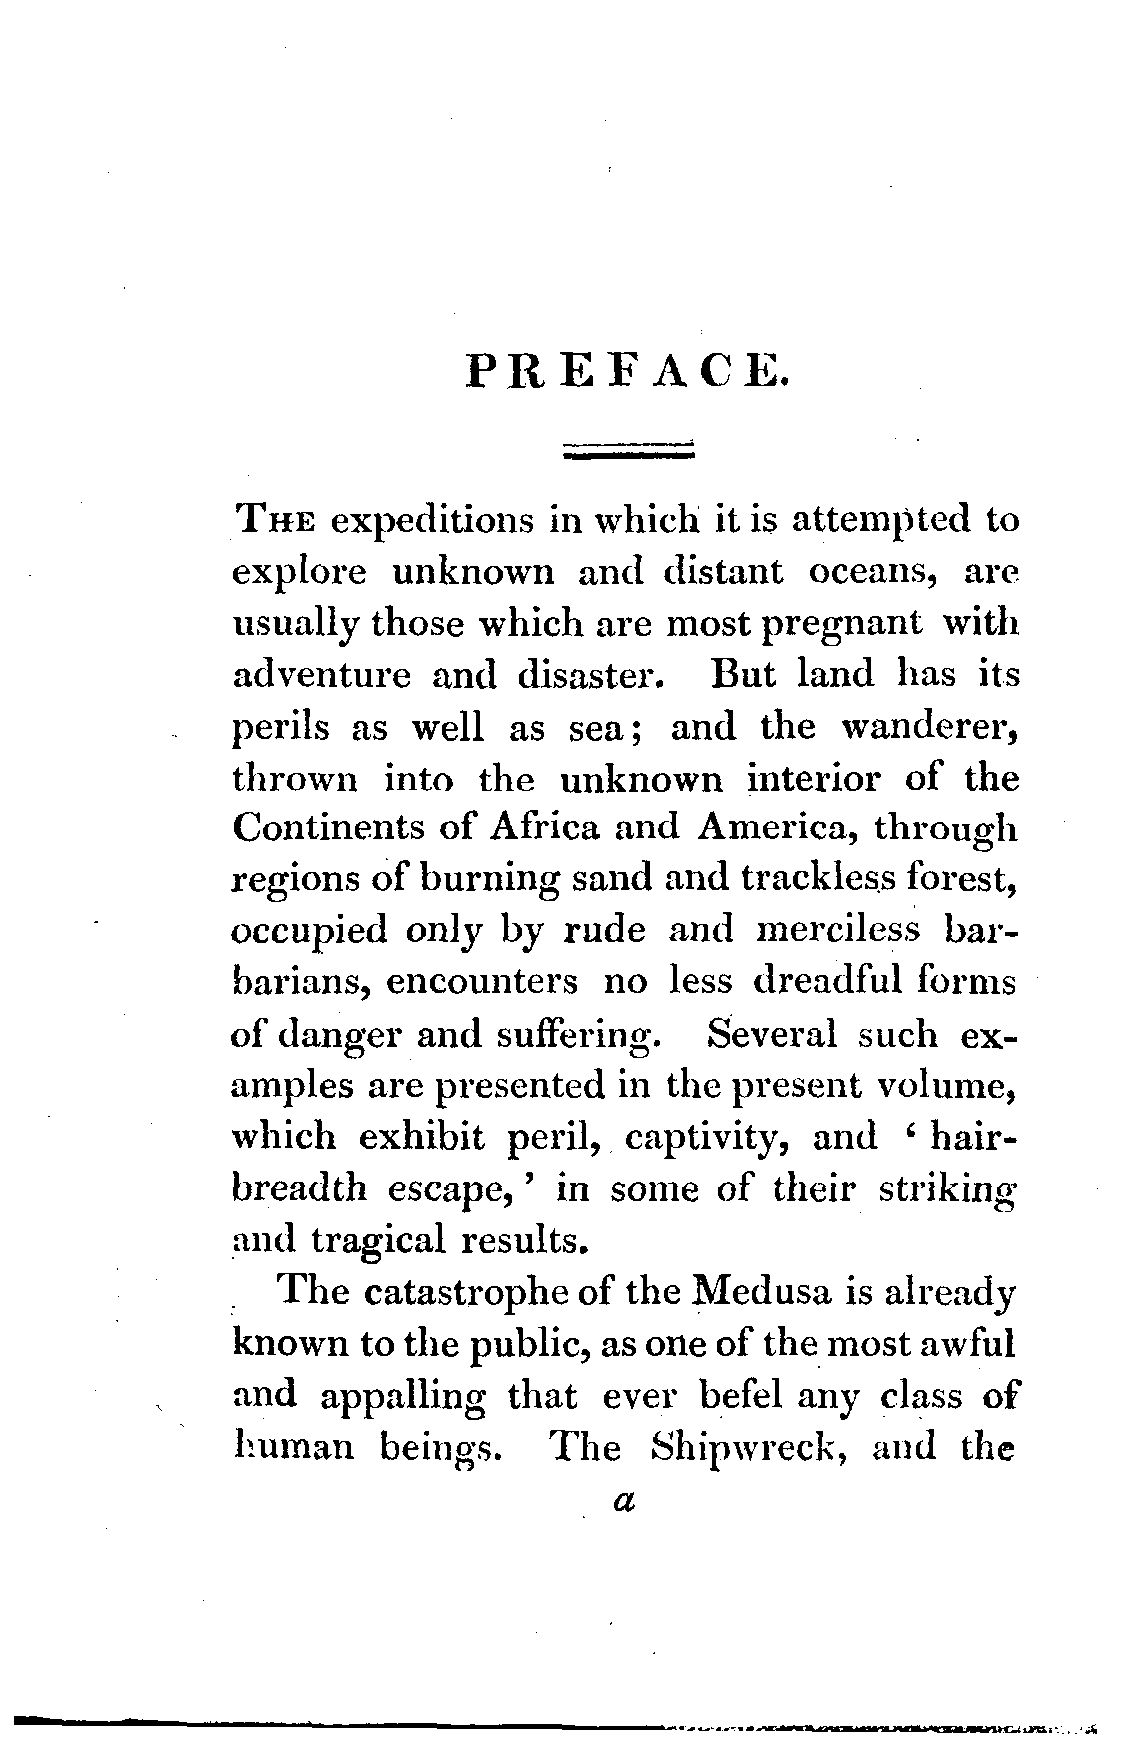 PREFACE.
THE expeditions in which it is attempted to
explore unknown and distant oceans, are
usually those which are most pregnant with
adventure and disaster. But land has its
perils as well as sea; and the wanderer,
thrown into the unknown interior of the
Continents of Africa and America, through
regions of burning sand and trackless forest,
occupied only by rude and merciless bar-
barians, encounters no less dreadful forms
of danger and suffering. Several such ex-
amples are presented in the present volume,
which exhibit peril, captivity, and ‘ hair-
breadth escape, ’ in some of their striking
and tragical results.
The catastrophe of the Medusa is already
known to the public, as one of the most awful
and appalling that ever befel any class of
human beings. The Shipwreck, and the
a